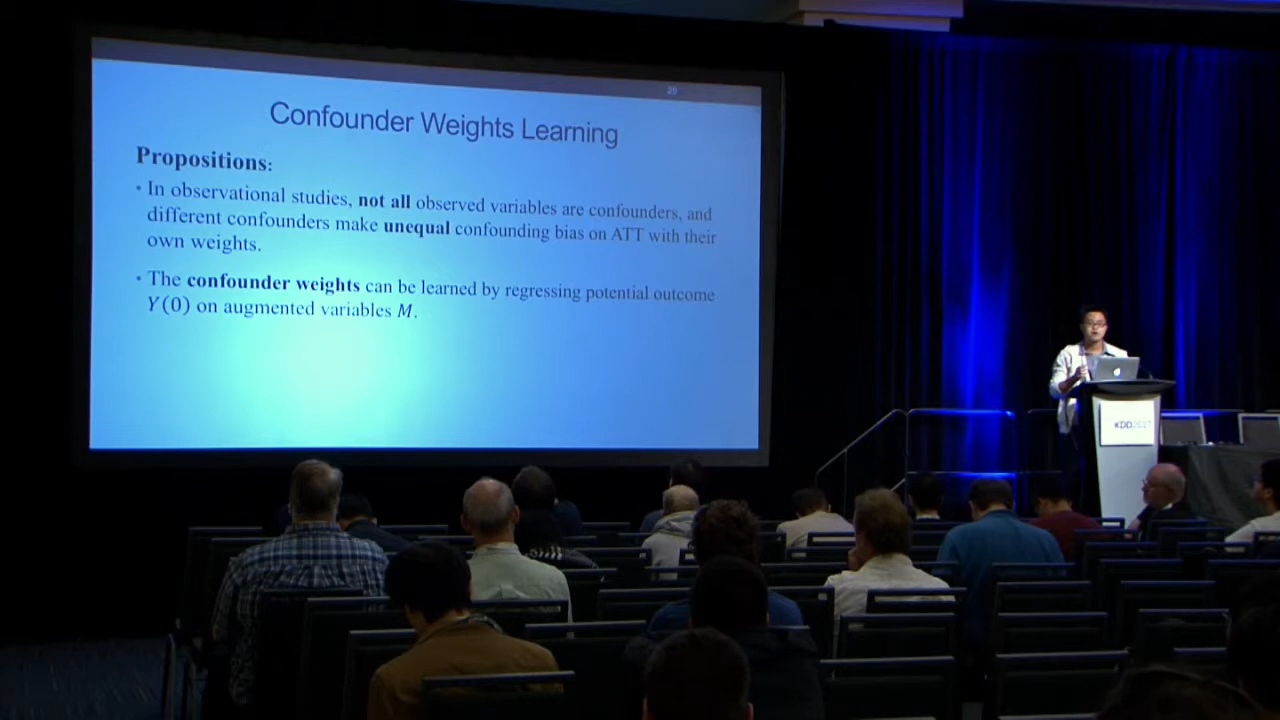 20
Confounder Weights Learning
Propositions:
• In observational studies, not all observed variables are confounders, and
different confounders make unequal confounding bias on ATT with their
own weights.
• The confounder weights can be learned by regressing potential outcome
Y(0) on augmented variables M.
KDD2017